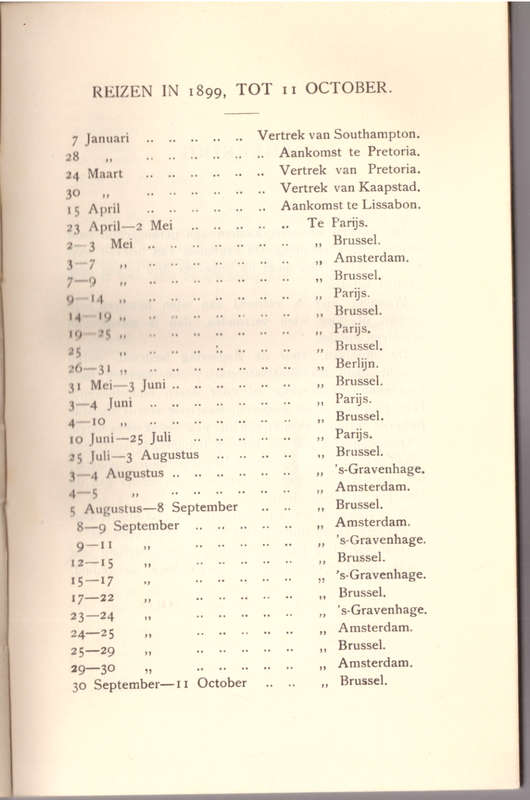 REIZEN IN 1899, TOT 11 OCTOBER.
7 Januari .. .. .. .. .. Vertrek van Southampton.
28 „ .. .. .. .. .. .. Aankomst te Pretoria.
24 Maart .. .. .. .. .. Vertrek van Pretoria.
30 „ .. .. .. .. .. .. Vertrek van Kaapstad.
15 April .. .. .. .. .. .. Aankomst te Lissabon.
23 April—2 Mei .. .. .. .. .. Te Parijs.
2—3 Mei .. .. .. .. .. .. .. „ Brussel.
3—7 „ .. .. .. .. .. .. .. „ Amsterdam.
7—9 „ .. .. .. .. .. .. .. „ Brussel.
9—14 „ .. .. .. .. .. .. .. „ Parijs.
14—19 „ .. .. .. .. .. .. .. „ Brussel.
19—25 „ .. .. .. .. .. .. .. „ Parijs.
25 „ .. .. .. .. .. .. .. „ Brussel.
26—31 „ .. .. .. .. .. .. .. „ Berlijn.
31 Mei—3 Juni .. .. .. .. .. .. „ Brussel.
3—4 Juni .. .. .. .. .. .. .. „ Parijs.
4—10 „ .. .. .. .. .. .. .. „ Brussel.
10 Juni—25 Juli .. .. .. .. .. „ Parijs.
25 Juli—3 Augustus .. .. .. .. „ Brussel.
3—4 Augustus .. .. .. .. .. .. „ 's-Gravenhage.
4—5 „ .. .. .. .. .. .. „ Amsterdam.
5 Augustus—8 September .. .. „ Brussel.
8—9 September .. .. .. .. .. „ Amsterdam.
9—11 „ .. .. .. .. .. „ 's-Gravenhage.
12—15 „ .. .. .. .. .. „ Brussel.
15—17 „ .. .. .. .. .. „ 's-Gravenhage.
17—22 „ .. .. .. .. .. „ Brussel.
23—24 „ .. .. .. .. .. „ 's-Gravenhage.
24—25 „ .. .. .. .. .. „ Amsterdam.
25—29 „ .. .. .. .. .. „ Brussel.
29—30 „ .. .. .. .. .. „ Amsterdam.
30 September—11 October .. .. „ Brussel.